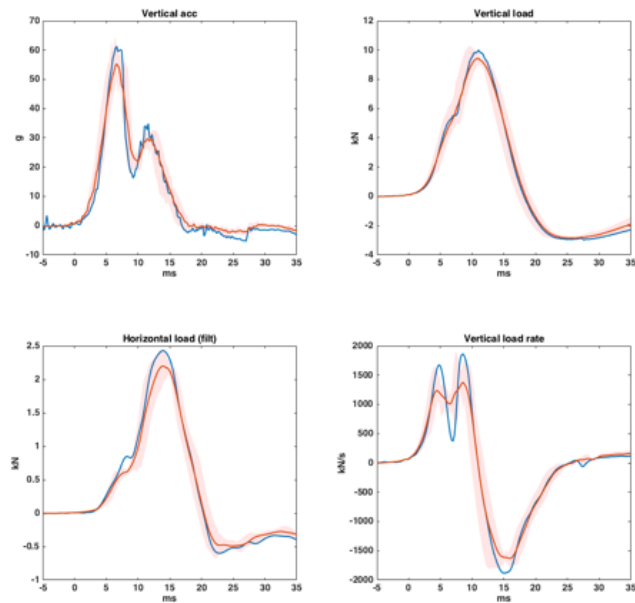 Vertical acc
70
60
50
40
30
20
10
0
-10
g
-5 0 5 10 15 20 25 30 35
ms
Vertical load
12
10
8
6
4
2
0
-2
-4
kN
-5 0 5 10 15 20 25 30 35
ms
Horizontal load (filt)
2.5
2
1.5
1
0.5
0
-0.5
-1
kN
-5 0 5 10 15 20 25 30 35
ms
Vertical load rate
2000
1500
1000
500
0
-500
-1000
-1500
-2000
kN/s
-5 0 5 10 15 20 25 30 35
ms